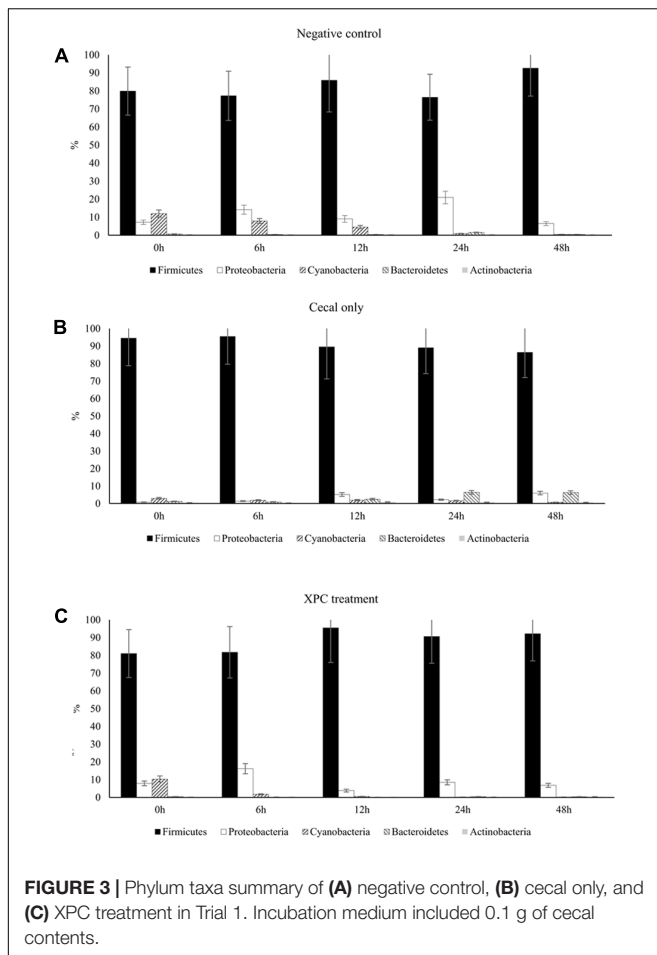 Negative control
A
100
90
80
70
60
50
40
30
20
10
0
%
0h 6h 12h 24h 48h
Firmicutes Proteobacteria Cyanobacteria Bacteroidetes Actinobacteria
Cecal only
B
100
90
80
70
60
50
40
30
20
10
0
%
0h 6h 12h 24h 48h
Firmicutes Proteobacteria Cyanobacteria Bacteroidetes Actinobacteria
XPC treatment
C
100
90
80
70
60
50
40
30
20
10
0
%
0h 6h 12h 24h 48h
Firmicutes Proteobacteria Cyanobacteria Bacteroidetes Actinobacteria
FIGURE 3 | Phylum taxa summary of (A) negative control, (B) cecal only, and
(C) XPC treatment in Trial 1. Incubation medium included 0.1 g of cecal
contents.